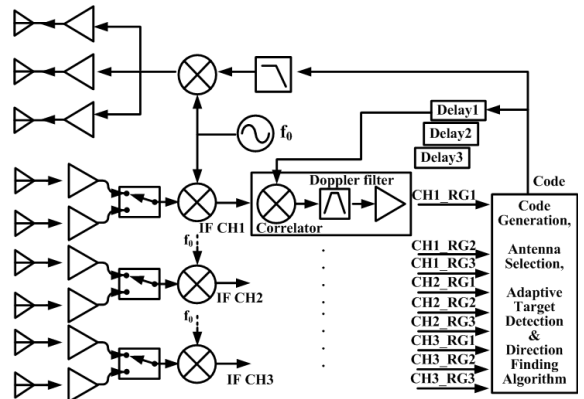 f0
Delay1
Delay2
Delay3
Doppler filter
Correlator
Code
CH1_RG1
IF CH1
f0
CH1_RG2
CH1_RG3
CH2_RG1
CH2_RG2
CH2_RG3
CH3_RG1
CH3_RG2
CH3_RG3
IF CH2
f0
IF CH3
Code
Generation,
Antenna
Selection,
Adaptive
Target
Detection
&
Direction
Finding
Algorithm